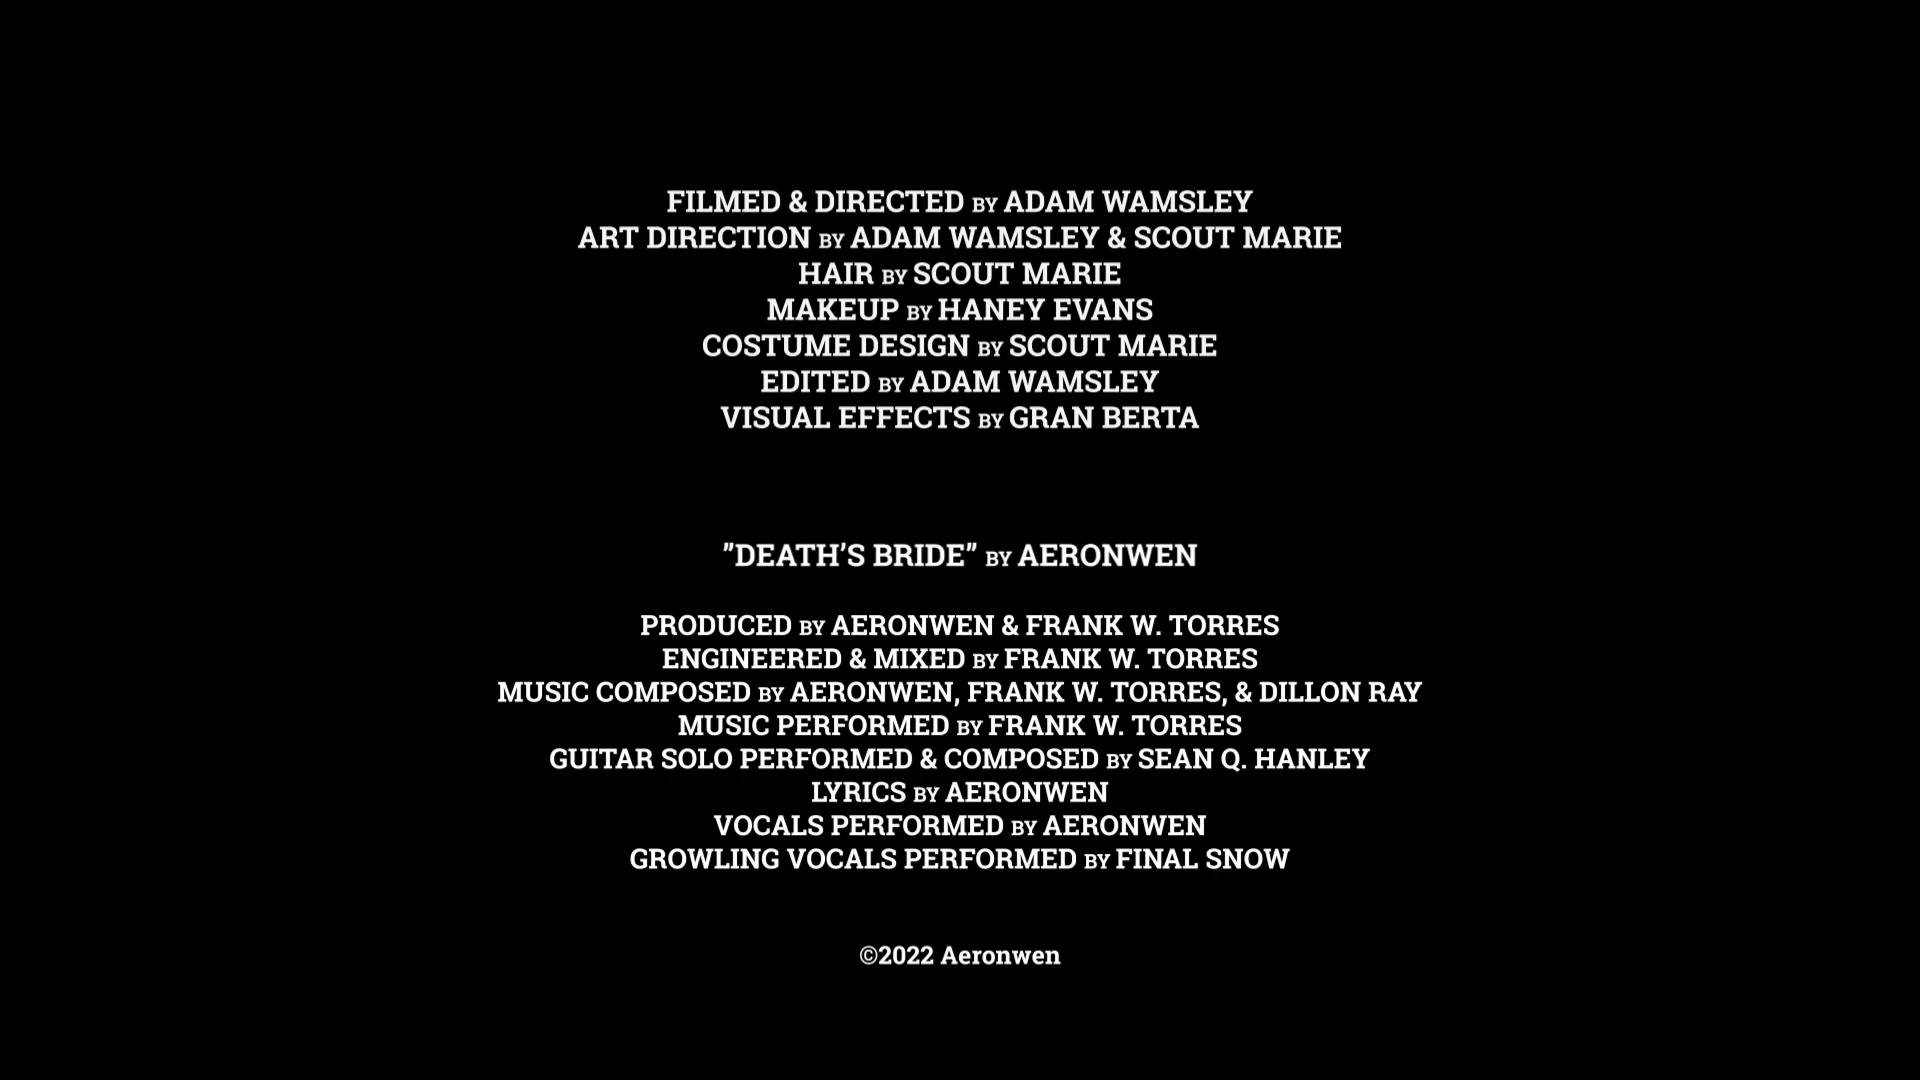 FILMED & DIRECTED BY ADAM WAMSLEY
ART DIRECTION BY ADAM WAMSLEY & SCOUT MARIE
HAIR BY SCOUT MARIE
MAKEUP BY HANEY EVANS
COSTUME DESIGN BY SCOUT MARIE
EDITED BY ADAM WAMSLEY
VISUAL EFFECTS BY GRAN BERTA
”DEATH’S BRIDE” BY AERONWEN
PRODUCED BY AERONWEN & FRANK W. TORRES
ENGINEERED & MIXED BY FRANK W. TORRES
MUSIC COMPOSED BY AERONWEN, FRANK W. TORRES, & DILLON RAY
MUSIC PERFORMED BY FRANK W. TORRES
GUITAR SOLO PERFORMED & COMPOSED BY SEAN Q. HANLEY
LYRICS BY AERONWEN
VOCALS PERFORMED BY AERONWEN
GROWLING VOCALS PERFORMED BY FINAL SNOW
©2022 Aeronwen